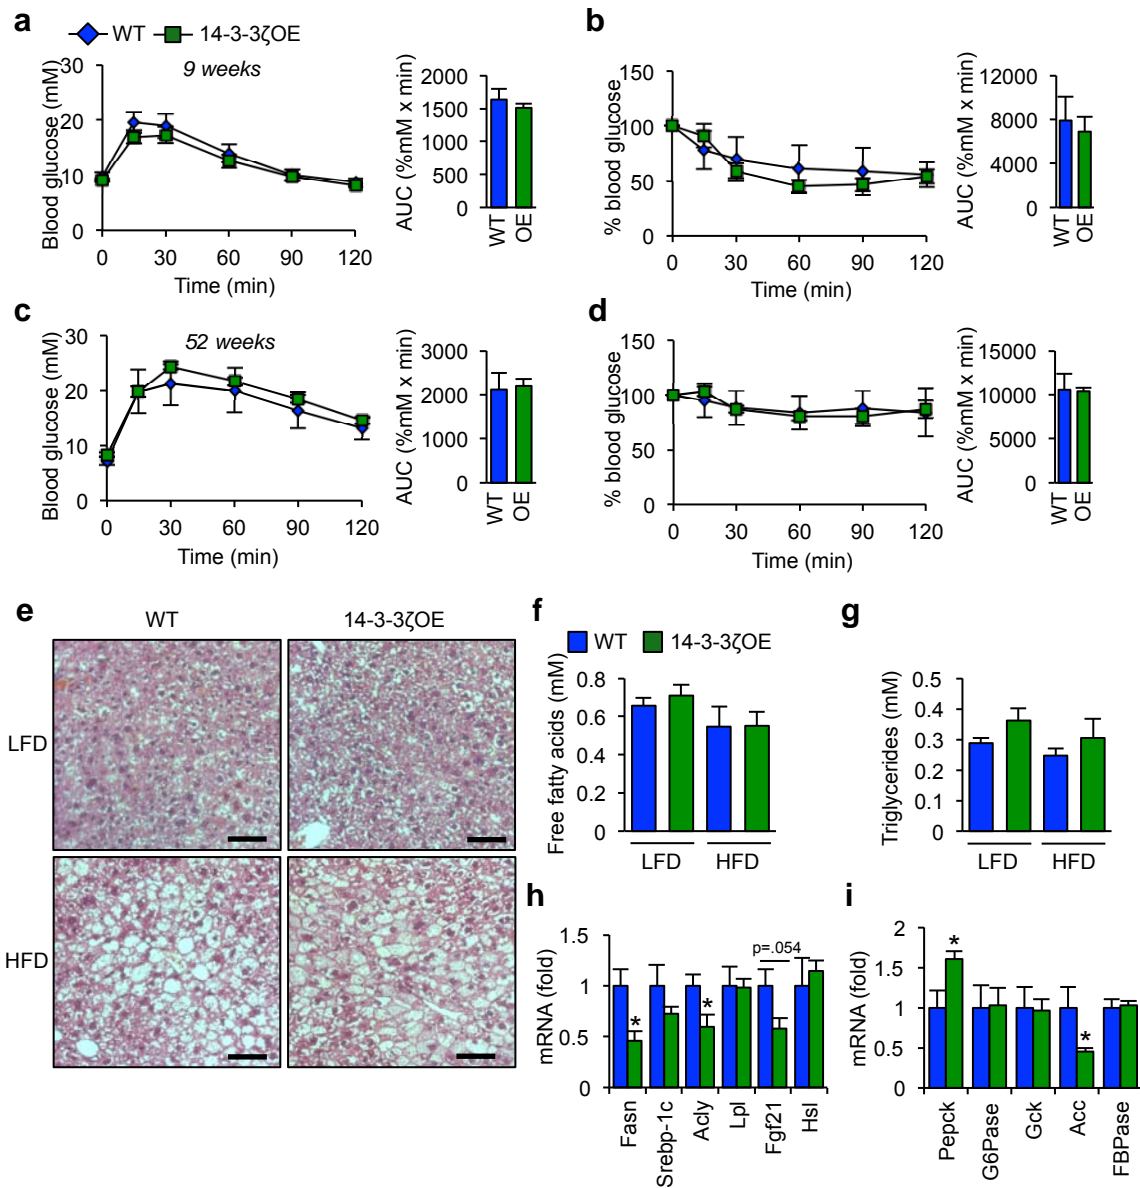 a
WT 14-3-3ζOE
9 weeks
Blood glucose (mM)
30
20
10
0
0 30 60 90 120
Time (min)
AUC (%mM x min)
2000
1500
1000
500
0
WT OE
b
% blood glucose
150
100
50
0
0 30 60 90 120
Time (min)
AUC (%mM x min)
12000
8000
4000
0
WT OE
c
52 weeks
Blood glucose (mM)
30
20
10
0
0 30 60 90 120
Time (min)
AUC (%mM x min)
3000
2000
1000
0
WT OE
d
% blood glucose
150
100
50
0
0 30 60 90 120
Time (min)
AUC (%mM x min)
15000
10000
5000
0
WT OE
e
WT 14-3-3ζOE
LFD
HFD
f
WT 14-3-3ζOE
Free fatty acids (mM)
0.8
0.6
0.4
0.2
0
LFD HFD
g
Triglycerides (mM)
0.5
0.4
0.3
0.2
0.1
0
LFD HFD
h
mRNA (fold)
1.5
1
0.5
0
p=.054
*
*
Fasn Srebp-1c Acly Lpl Fgf21 Hsl
i
mRNA (fold)
2
1.5
1
0.5
0
*
*
Pepck G6Pase Gck Acc FBPase